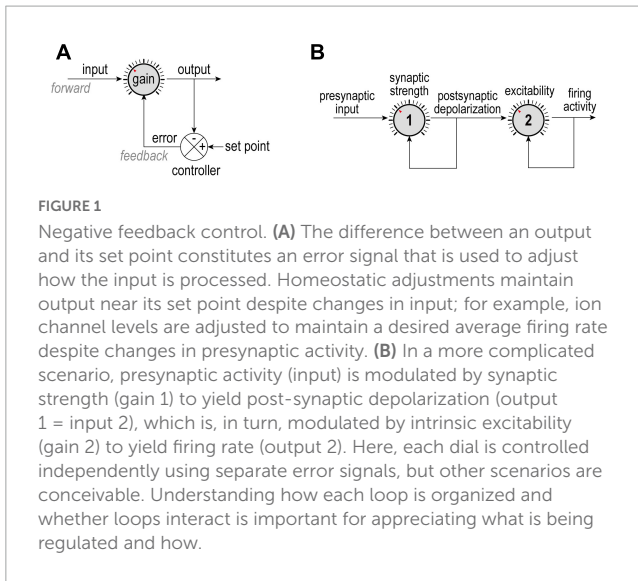 A
B
input
forward
gain
output
error
feedback
-
+
set point
controller
presynaptic
input
synaptic
strength
1
postsynaptic
depolarization
excitability
2
firing
activity
FIGURE 1
Negative feedback control. (A) The difference between an output
and its set point constitutes an error signal that is used to adjust
how the input is processed. Homeostatic adjustments maintain
output near its set point despite changes in input; for example, ion
channel levels are adjusted to maintain a desired average firing rate
despite changes in presynaptic activity. (B) In a more complicated
scenario, presynaptic activity (input) is modulated by synaptic
strength (gain 1) to yield post-synaptic depolarization (output
1 = input 2), which is, in turn, modulated by intrinsic excitability
(gain 2) to yield firing rate (output 2). Here, each dial is controlled
independently using separate error signals, but other scenarios are
conceivable. Understanding how each loop is organized and
whether loops interact is important for appreciating what is being
regulated and how.